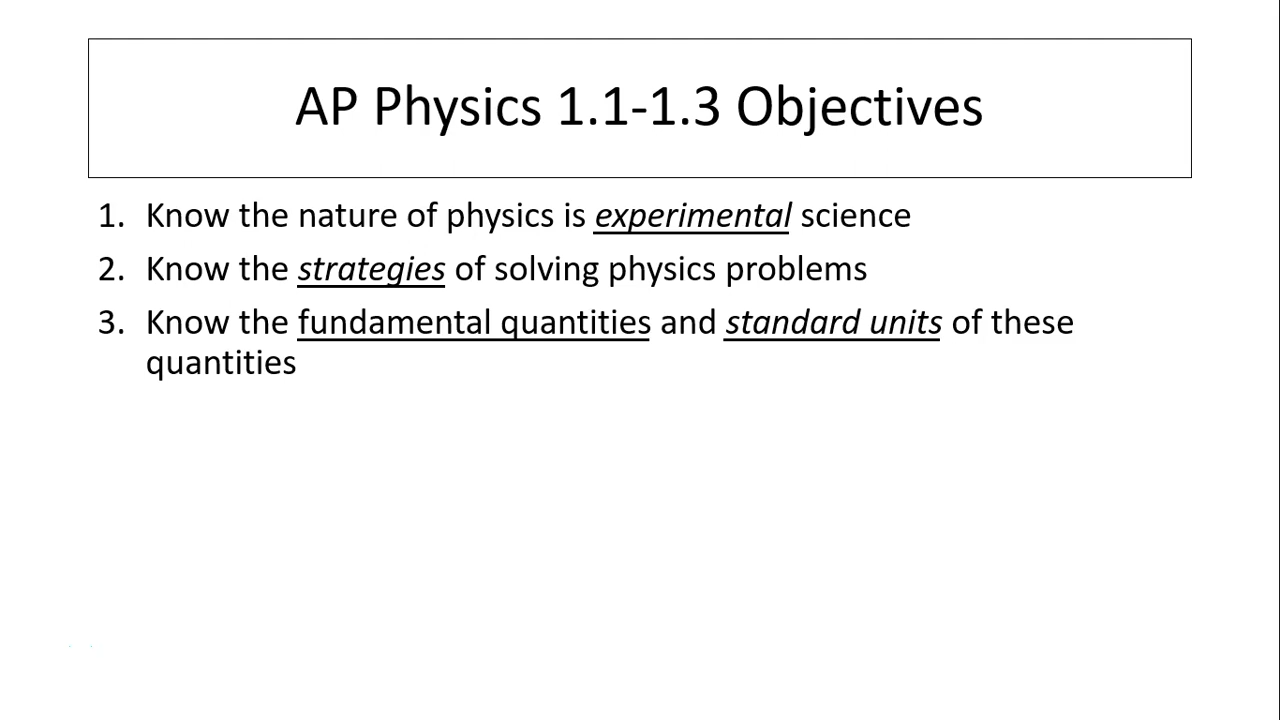 AP Physics 1.1-1.3 Objectives
1. Know the nature of physics is experimental science
2. Know the strategies of solving physics problems
3. Know the fundamental quantities and standard units of these
quantities